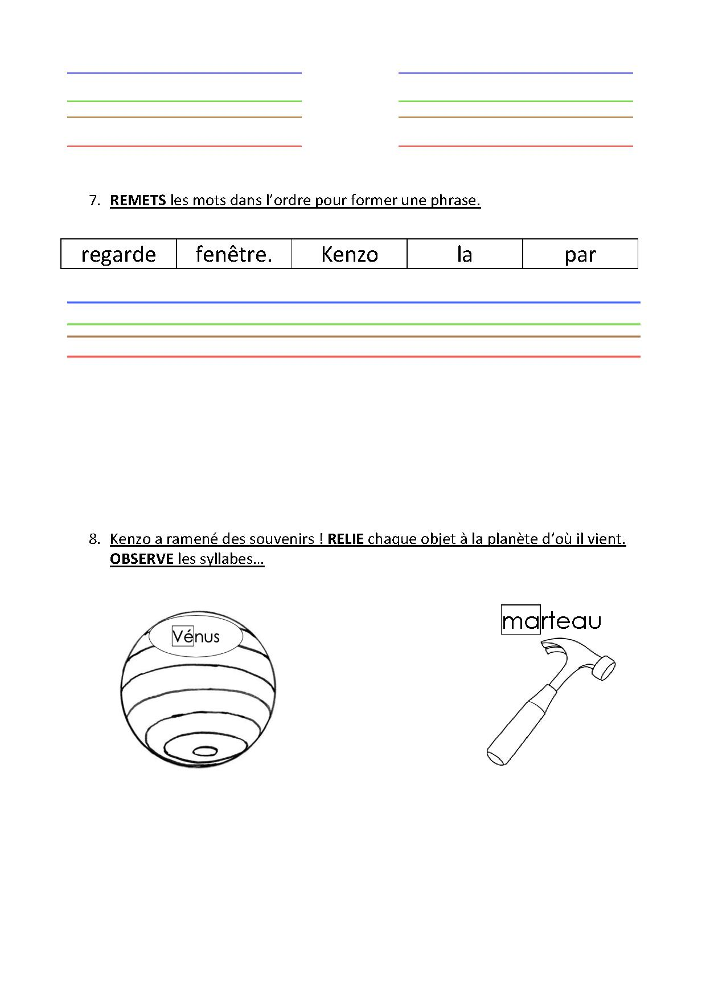 7. REMETS les mots dans l’ordre pour former une phrase.
regarde fenêtre. Kenzo la par
8. Kenzo a ramené des souvenirs ! RELIE chaque objet à la planète d’où il vient.
OBSERVE les syllabes…
marteau
Vénus